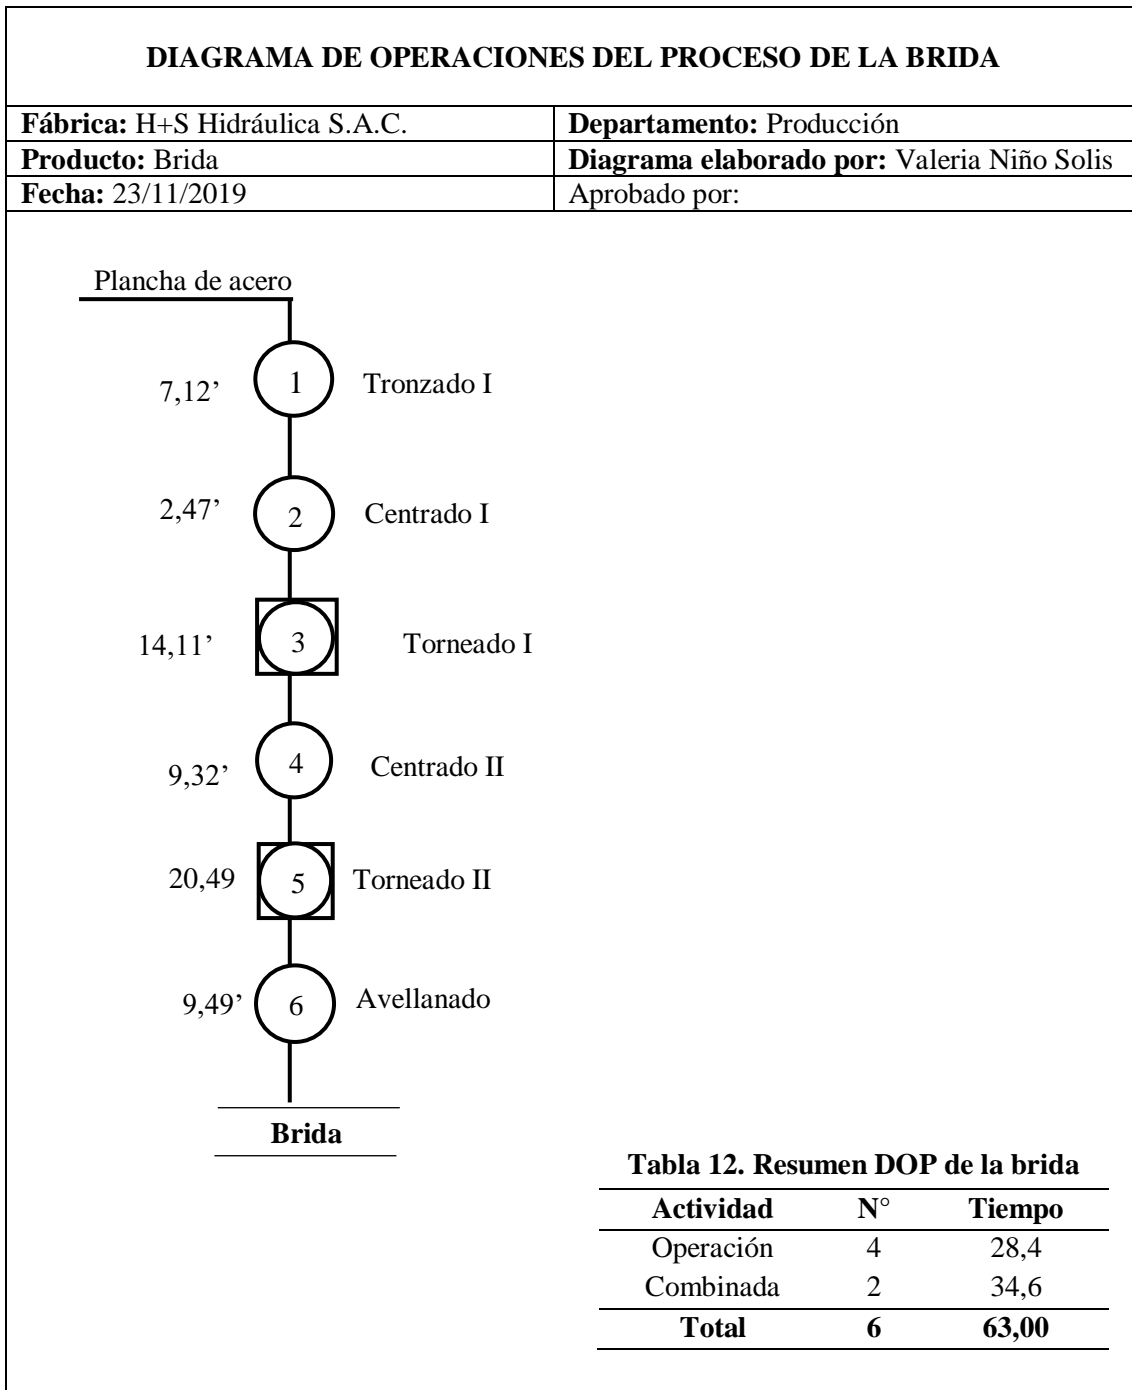 DIAGRAMA DE OPERACIONES DEL PROCESO DE LA BRIDA
Fábrica: H+S Hidráulica S.A.C. Departamento: Producción
Producto: Brida Diagrama elaborado por: Valeria Niño Solis
Fecha: 23/11/2019 Aprobado por:
Plancha de acero
7,12’ 1 Tronzado I
2,47’ 2 Centrado I
14,11’ 3 Torneado I
9,32’ 4 Centrado II
20,49 5 Torneado II
9,49’ 6 Avellanado
Brida
Tabla 12. Resumen DOP de la brida
Actividad N° Tiempo
Operación 4 28,4
Combinada 2 34,6
Total 6 63,00